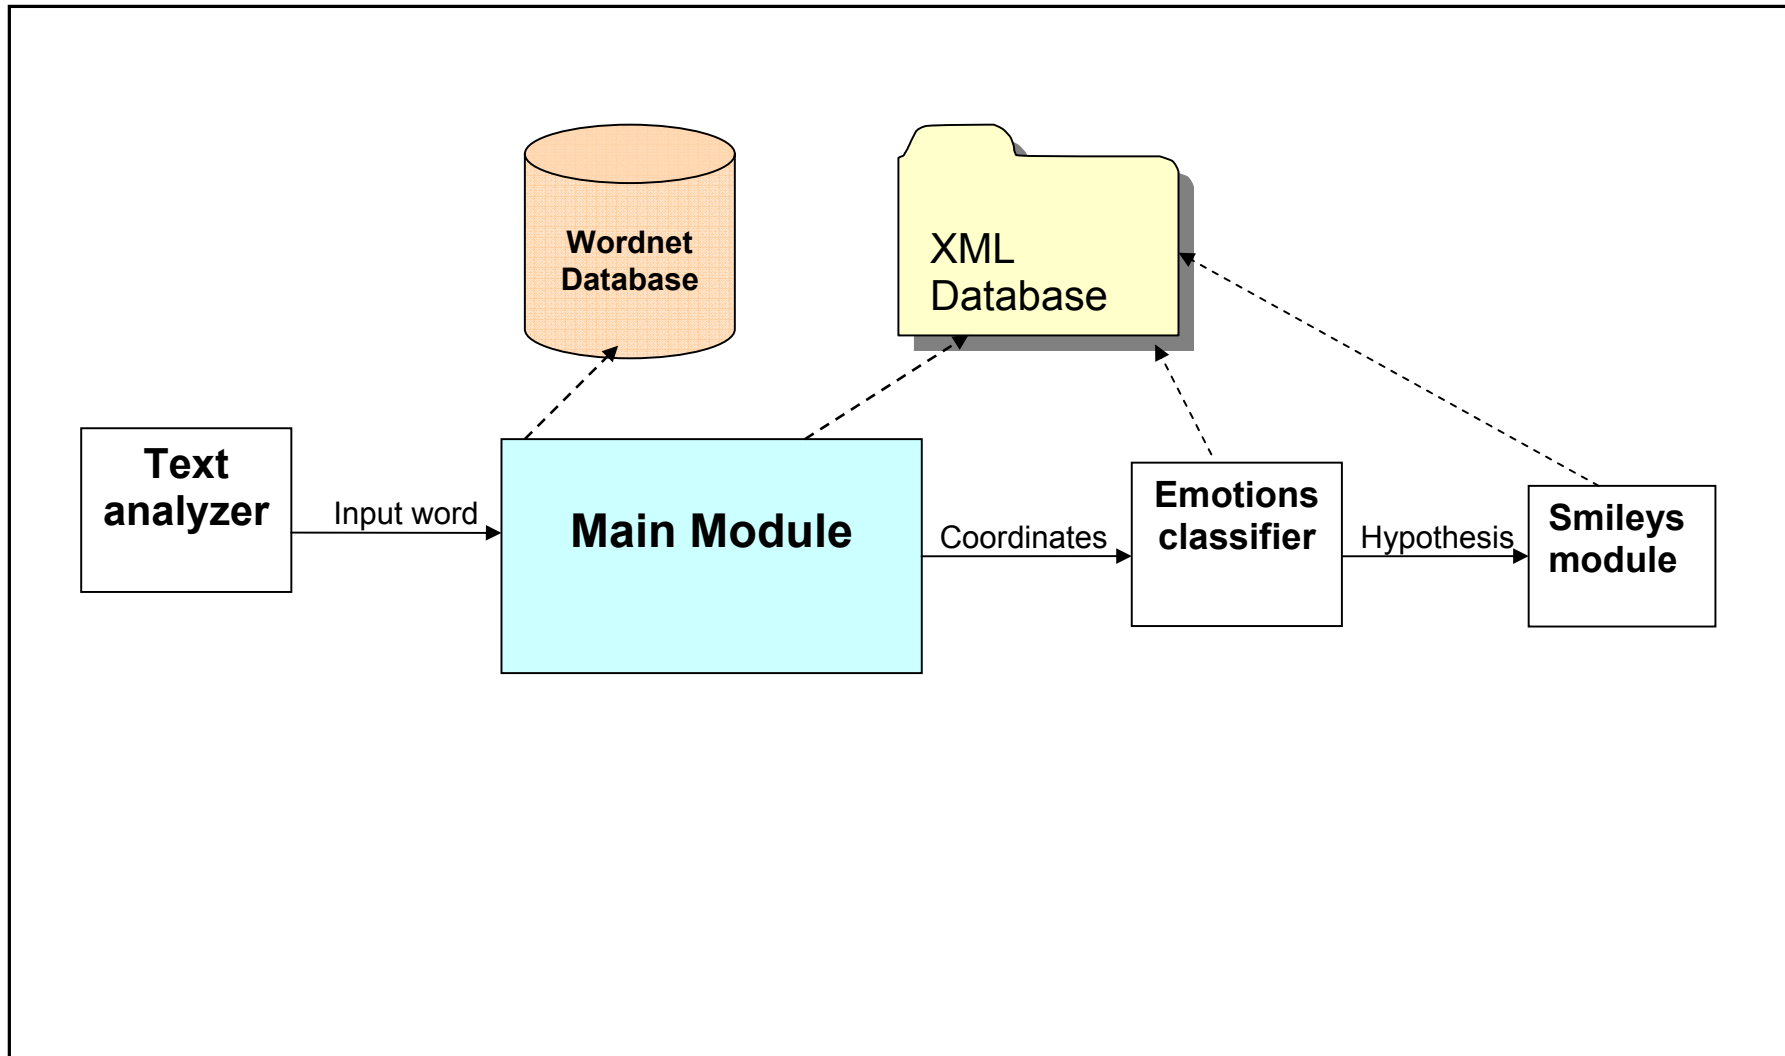 Wordnet
Database
XML
Database
Text
analyzer
Input word
Main Module
Coordinates
Emotions
classifier
Hypothesis
Smileys
module